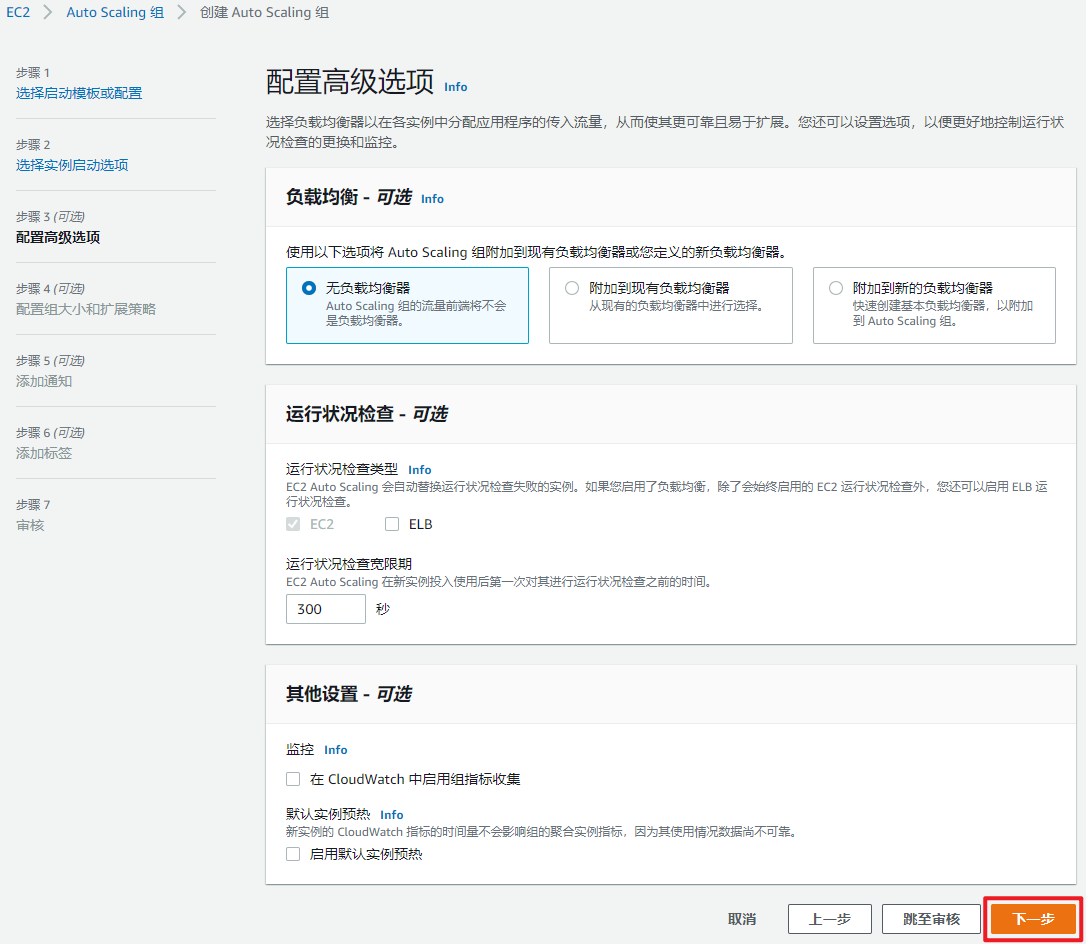 EC2 > Auto Scaling 组 > 创建 Auto Scaling 组
步骤 1
选择启动模板或配置
步骤 2
选择实例启动选项
步骤 3 (可选)
配置高级选项
步骤 4 (可选)
配置组大小和扩展策略
步骤 5 (可选)
添加通知
步骤 6 (可选)
添加标签
步骤 7
审核
配置高级选项 Info
选择负载均衡器以在各实例中分配应用程序的传入流量，从而使其更可靠且易于扩展。您还可以设置选项，以便更好地控制运行状
况检查的更换和监控。
负载均衡 - 可选 Info
使用以下选项将 Auto Scaling 组附加到现有负载均衡器或您定义的新负载均衡器。
无负载均衡器
Auto Scaling 组的流量前端将不会
是负载均衡器。
附加到现有负载均衡器
从现有的负载均衡器中进行选择。
附加到新的负载均衡器
快速创建基本负载均衡器，以附加
到 Auto Scaling 组。
运行状况检查 - 可选
运行状况检查类型 Info
EC2 Auto Scaling 会自动替换运行状况检查失败的实例。如果您启用了负载均衡，除了会始终启用的 EC2 运行状况检查外，您还可以启用 ELB 运
行状况检查。
EC2 ELB
运行状况检查宽限期
EC2 Auto Scaling 在新实例投入使用后第一次对其进行运行状况检查之前的时间。
300 秒
其他设置 - 可选
监控 Info
在 CloudWatch 中启用组指标收集
默认实例预热 Info
新实例的 CloudWatch 指标的时间量不会影响组的聚合实例指标，因为其使用情况数据尚不可靠。
启用默认实例预热
取消 上一步 跳至审核 下一步